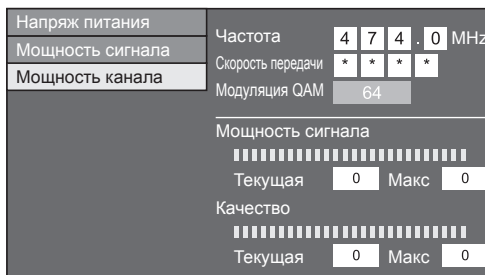 Напряж питания
Мощность сигнала
Мощность канала
Частота 4 7 4 . 0 MHz
Скорость передачи * * * *
Модуляция QAM 64
Мощность сигнала
Текущая 0 Макс 0
Качество
Текущая 0 Макс 0